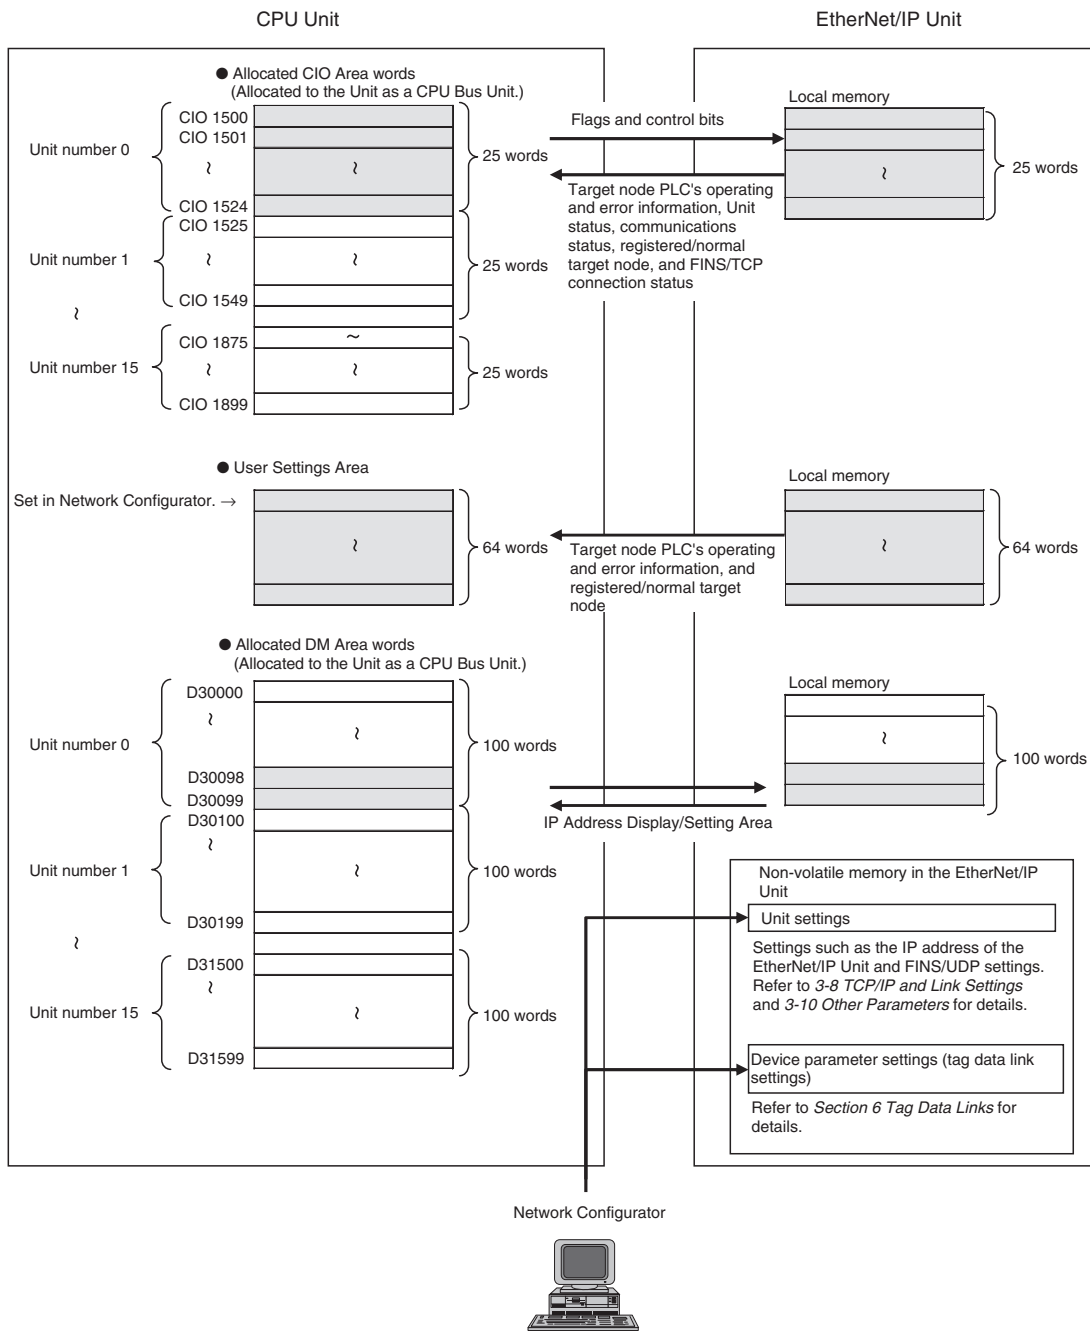 CPU Unit
EtherNet/IP Unit
● Allocated CIO Area words
(Allocated to the Unit as a CPU Bus Unit.)
Unit number 0
CIO 1500
CIO 1501
~
~
CIO 1524
25 words
Unit number 1
CIO 1525
~
~
CIO 1549
25 words
~
~
Unit number 15
CIO 1875
~
~
CIO 1899
25 words
Flags and control bits
Target node PLC's operating
and error information, Unit
status, communications
status, registered/normal
target node, and FINS/TCP
connection status
Local memory
~
25 words
● User Settings Area
Set in Network Configurator. →
~
64 words
Target node PLC's operating
and error information, and
registered/normal target
node
Local memory
~
64 words
● Allocated DM Area words
(Allocated to the Unit as a CPU Bus Unit.)
Unit number 0
D30000
~
~
D30098
D30099
100 words
Unit number 1
D30100
~
~
D30199
100 words
~
Unit number 15
D31500
~
~
D31599
100 words
IP Address Display/Setting Area
Local memory
~
100 words
Non-volatile memory in the EtherNet/IP
Unit
Unit settings
Settings such as the IP address of the
EtherNet/IP Unit and FINS/UDP settings.
Refer to 3-8 TCP/IP and Link Settings
and 3-10 Other Parameters for details.
Device parameter settings (tag data link
settings)
Refer to Section 6 Tag Data Links for
details.
Network Configurator